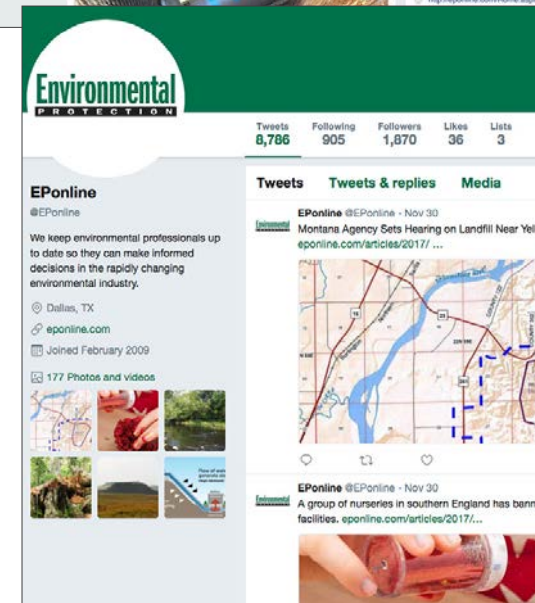 Environmental
PROTECTION
Tweets Following Followers Likes Lists
8,786 905 1,870 36 3
EPonline
@EPonline
We keep environmental professionals up
to date so they can make informed
decisions in the rapidly changing
environmental industry.
Dallas, TX
eponline.com
Joined February 2009
177 Photos and videos
Tweets Tweets & replies Media
EPonline @EPonline - Nov 30
Montana Agency Sets Hearing on Landfill Near Yel
eponline.com/articles/2017/ ...
EPonline @EPonline - Nov 30
A group of nurseries in southern England has bann
facilities. eponline.com/articles/2017/...